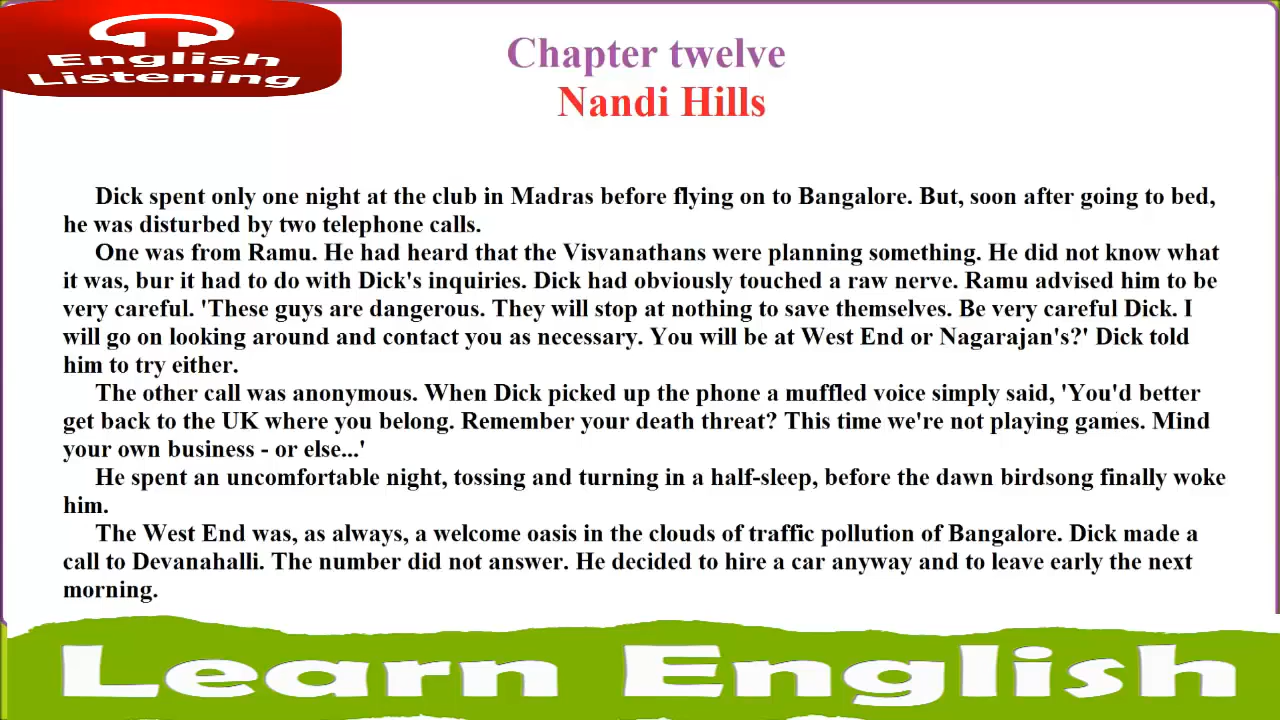 English
Listening
Chapter twelve
Nandi Hills
Dick spent only one night at the club in Madras before flying on to Bangalore. But, soon after going to bed,
he was disturbed by two telephone calls.
One was from Ramu. He had heard that the Visvanathans were planning something. He did not know what
it was, bur it had to do with Dick's inquiries. Dick had obviously touched a raw nerve. Ramu advised him to be
very careful. 'These guys are dangerous. They will stop at nothing to save themselves. Be very careful Dick. I
will go on looking around and contact you as necessary. You will be at West End or Nagarajan's?' Dick told
him to try either.
The other call was anonymous. When Dick picked up the phone a muffled voice simply said, 'You'd better
get back to the UK where you belong. Remember your death threat? This time we're not playing games. Mind
your own business - or else...'
He spent an uncomfortable night, tossing and turning in a half-sleep, before the dawn birdsong finally woke
him.
The West End was, as always, a welcome oasis in the clouds of traffic pollution of Bangalore. Dick made a
call to Devanahalli. The number did not answer. He decided to hire a car anyway and to leave early the next
morning.
Learn English